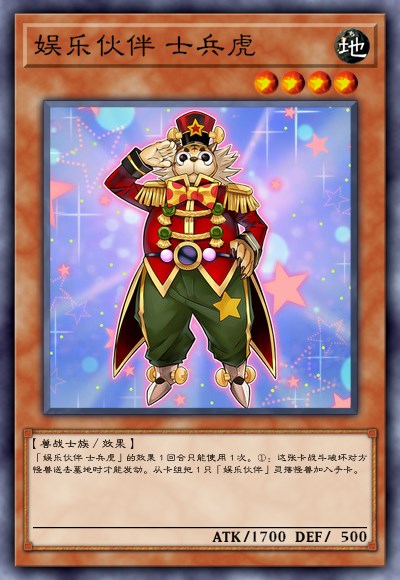 娱乐伙伴 士兵虎
地
【兽战士族／效果】
「娱乐伙伴 士兵虎」的效果1回合只能使用1次。①：这张卡战斗破坏对方
怪兽送去墓地时才能发动。从卡组把1只「娱乐伙伴」灵摆怪兽加入手卡。
ATK/1700 DEF/ 500